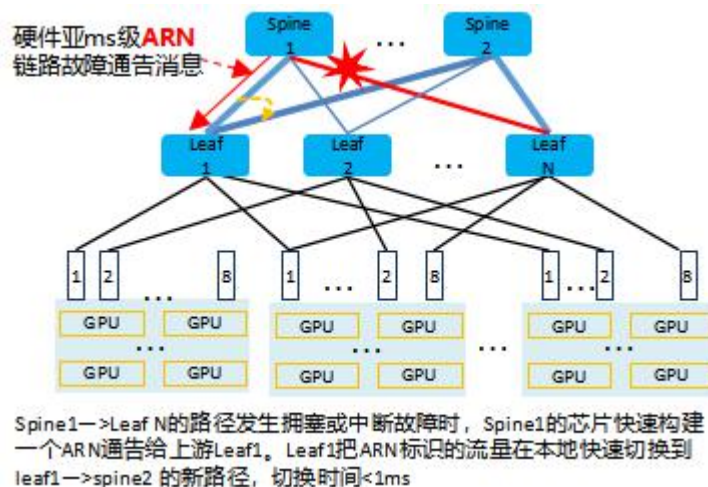 硬件亚ms级ARN
链路故障通告消息
Spine
1
...
Spine
2
Leaf
1
Leaf
2
...
Leaf
N
1
2
...
8
1
...
2
8
1
...
2
8
GPU
GPU
...
GPU
GPU
GPU
GPU
...
GPU
GPU
...
GPU
GPU
...
GPU
GPU
Spine1—>Leaf N的路径发生拥塞或中断故障时，Spine1的芯片快速构建
一个ARN通告给上游Leaf1。Leaf1把ARN标识的流量在本地快速切换到
leaf1—>spine2 的新路径，切换时间<1ms